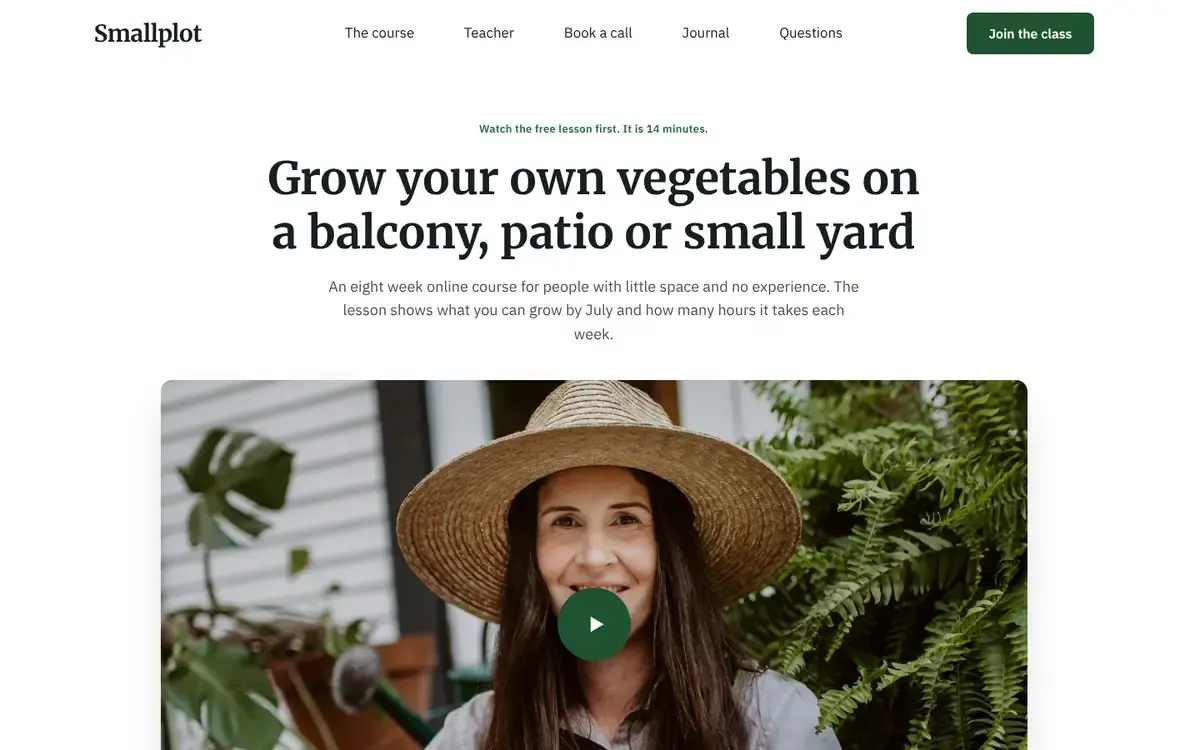 Smallplot
The course
Teacher
Book a call
Journal
Questions
Join the class
Watch the free lesson first. It is 14 minutes.
Grow your own vegetables on
a balcony, patio or small yard
An eight week online course for people with little space and no experience. The
lesson shows what you can grow by July and how many hours it takes each
week.